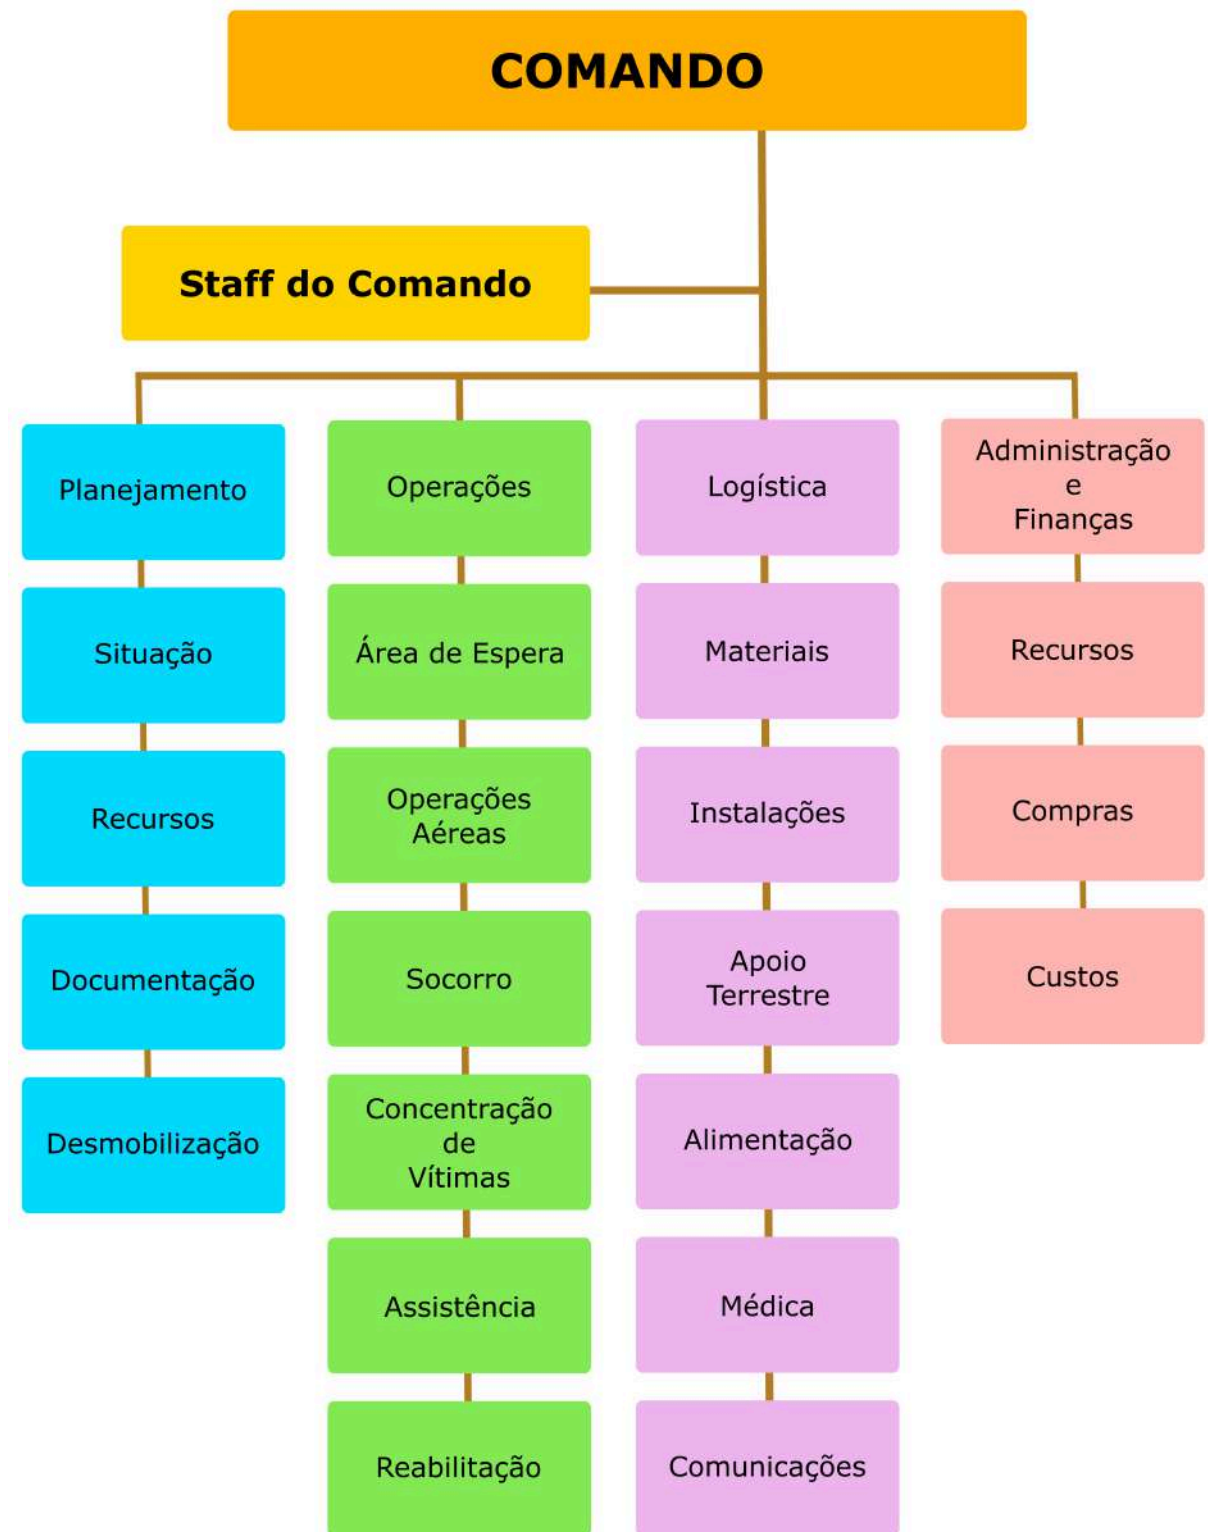 COMANDO
Staff do Comando
Planejamento
Situação
Recursos
Documentação
Desmobilização
Operações
Área de Espera
Operações
Aéreas
Socorro
Concentração
de
Vítimas
Assistência
Reabilitação
Logística
Materiais
Instalações
Apoio
Terrestre
Alimentação
Médica
Comunicações
Administração
e
Finanças
Recursos
Compras
Custos